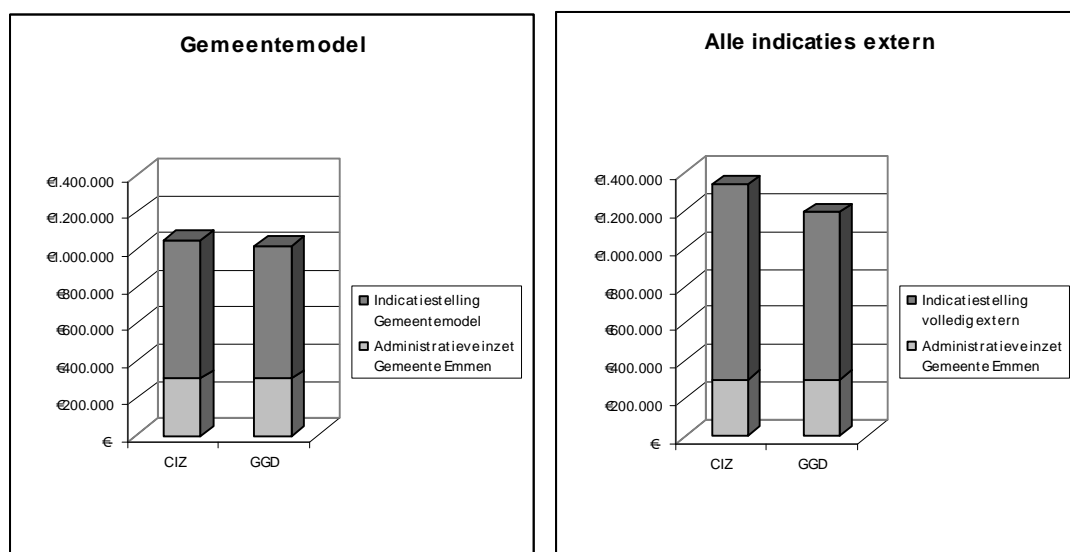 Gemeentemodel
€1.400.000
€1.200.000
€1.000.000
€800.000
€600.000
€400.000
€200.000
€-
CIZ GGD
Indicatiestelling
Gemeentemodel
Administratieve inzet
Gemeente Emmen
Alle indicaties extern
€1.400.000
€1.200.000
€1.000.000
€800.000
€600.000
€400.000
€200.000
€-
CIZ GGD
Indicatiestelling
volledig extern
Administratieve inzet
Gemeente Emmen